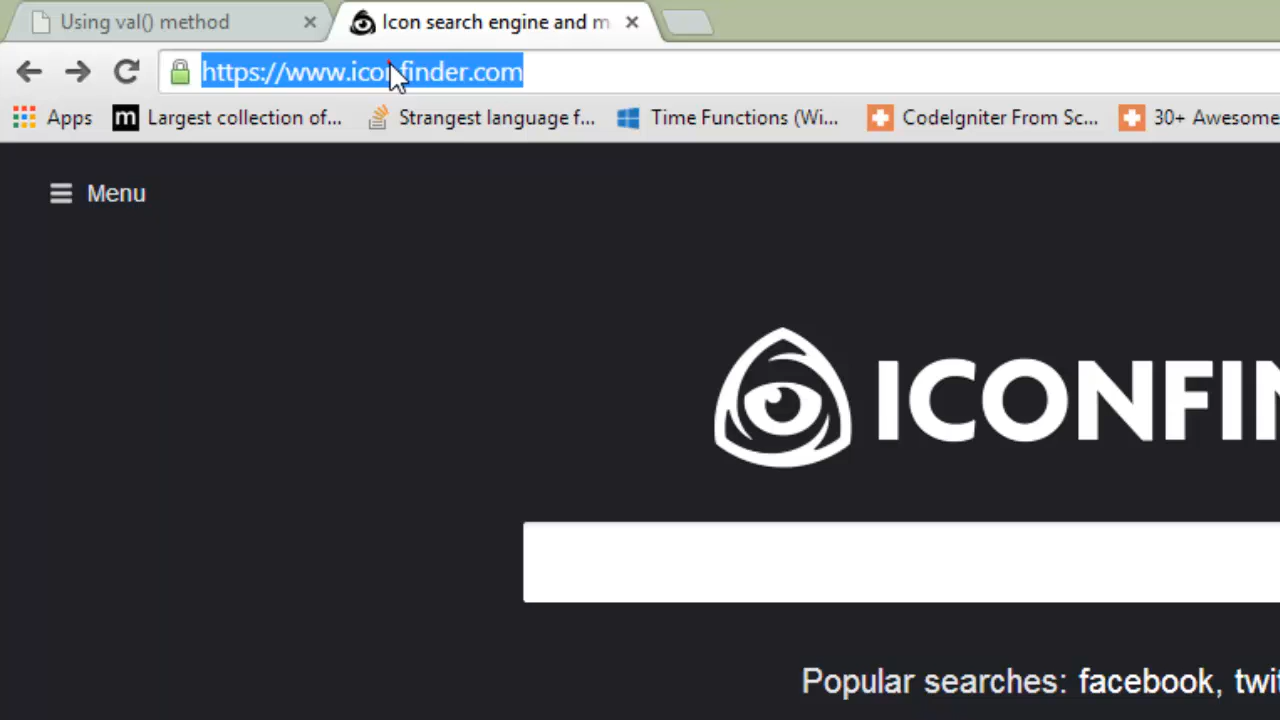 Using val() method
Icon search engine and m
https://www.iconfinder.com
Apps
Largest collection of...
Strangest language f...
Time Functions (Wi...
CodeIgniter From Sc...
30+ Awesome
Menu
ICONFIN
Popular searches: facebook, twit